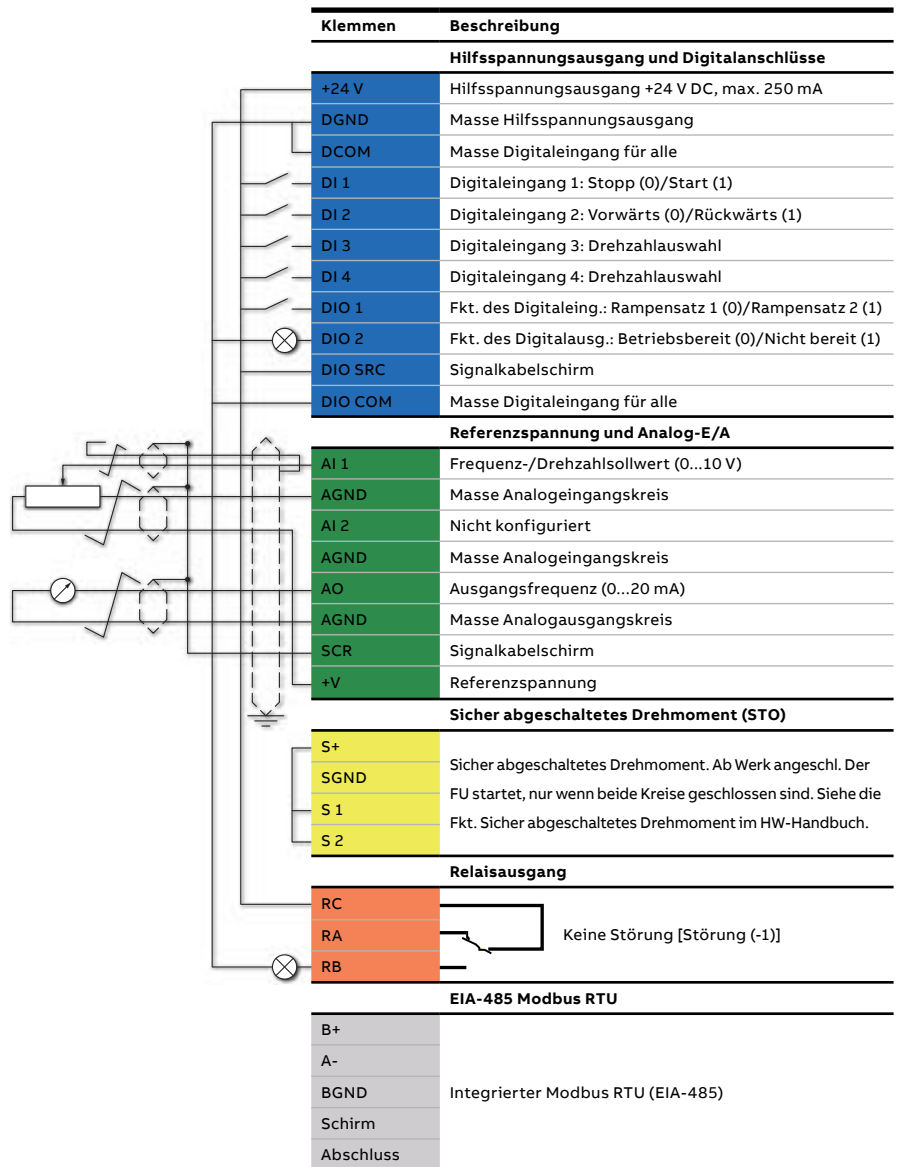 Klemmen Beschreibung
Hilfsspannungsausgang und Digitalanschlüsse
+24 V Hilfsspannungsausgang +24 V DC, max. 250 mA
DGND Masse Hilfsspannungsausgang
DCOM Masse Digitaleingang für alle
DI 1 Digitaleingang 1: Stopp (0)/Start (1)
DI 2 Digitaleingang 2: Vorwärts (0)/Rückwärts (1)
DI 3 Digitaleingang 3: Drehzahlauswahl
DI 4 Digitaleingang 4: Drehzahlauswahl
DIO 1 Fkt. des Digitaleing.: Rampensatz 1 (0)/Rampensatz 2 (1)
DIO 2 Fkt. des Digitalausg.: Betriebsbereit (0)/Nicht bereit (1)
DIO SRC Signalkabelschirm
DIO COM Masse Digitaleingang für alle
Referenzspannung und Analog-E/A
AI 1 Frequenz-/Drehzahlsollwert (0...10 V)
AGND Masse Analogeingangskreis
AI 2 Nicht konfiguriert
AGND Masse Analogeingangskreis
AO Ausgangsfrequenz (0...20 mA)
AGND Masse Analogausgangskreis
SCR Signalkabelschirm
+V Referenzspannung
Sicher abgeschaltetes Drehmoment (STO)
S+
SGND
S 1
S 2
Sicher abgeschaltetes Drehmoment. Ab Werk angeschl. Der
FU startet, nur wenn beide Kreise geschlossen sind. Siehe die
Fkt. Sicher abgeschaltetes Drehmoment im HW-Handbuch.
Relaisausgang
RC
RA Keine Störung [Störung (-1)]
RB
EIA-485 Modbus RTU
B+
A-
BGND Integrierter Modbus RTU (EIA-485)
Schirm
Abschluss